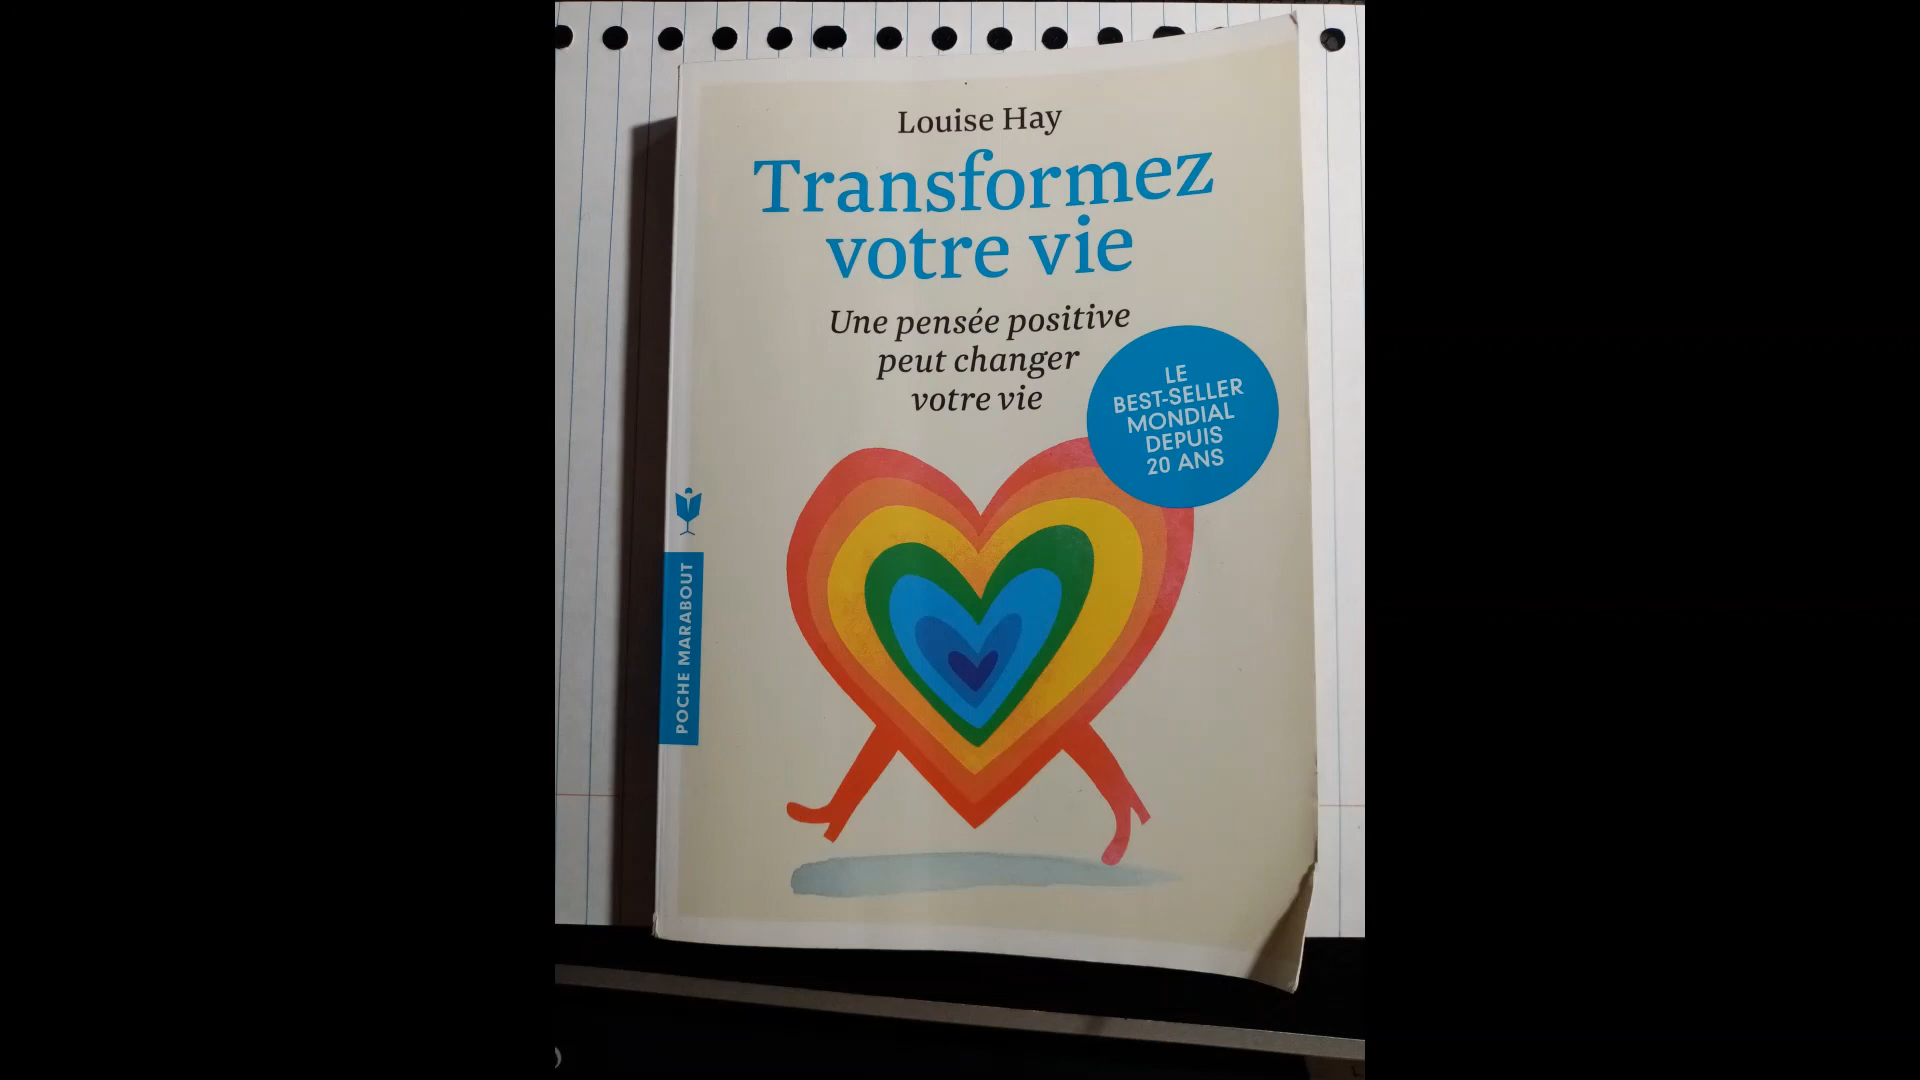 Louise Hay
Transformez
votre vie
Une pensée positive
peut changer
votre vie
LE
BEST-SELLER
MONDIAL
DEPUIS
20 ANS
POCHE MARABOUT